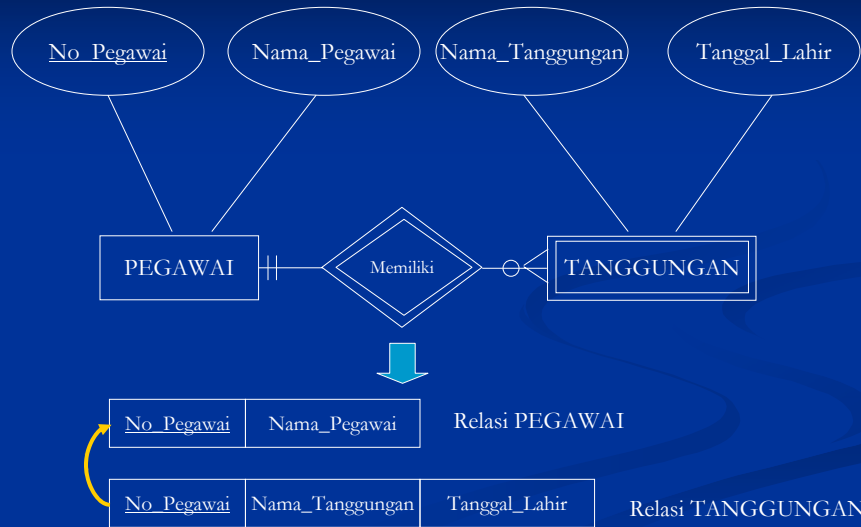 No_Pegawai
Nama_Pegawai
Nama_Tanggungan
Tanggal_Lahir
PEGAWAI
Memiliki
TANGGUNGAN
No_Pegawai Nama_Pegawai Relasi PEGAWAI
No_Pegawai Nama_Tanggungan Tanggal_Lahir Relasi TANGGUNGAN